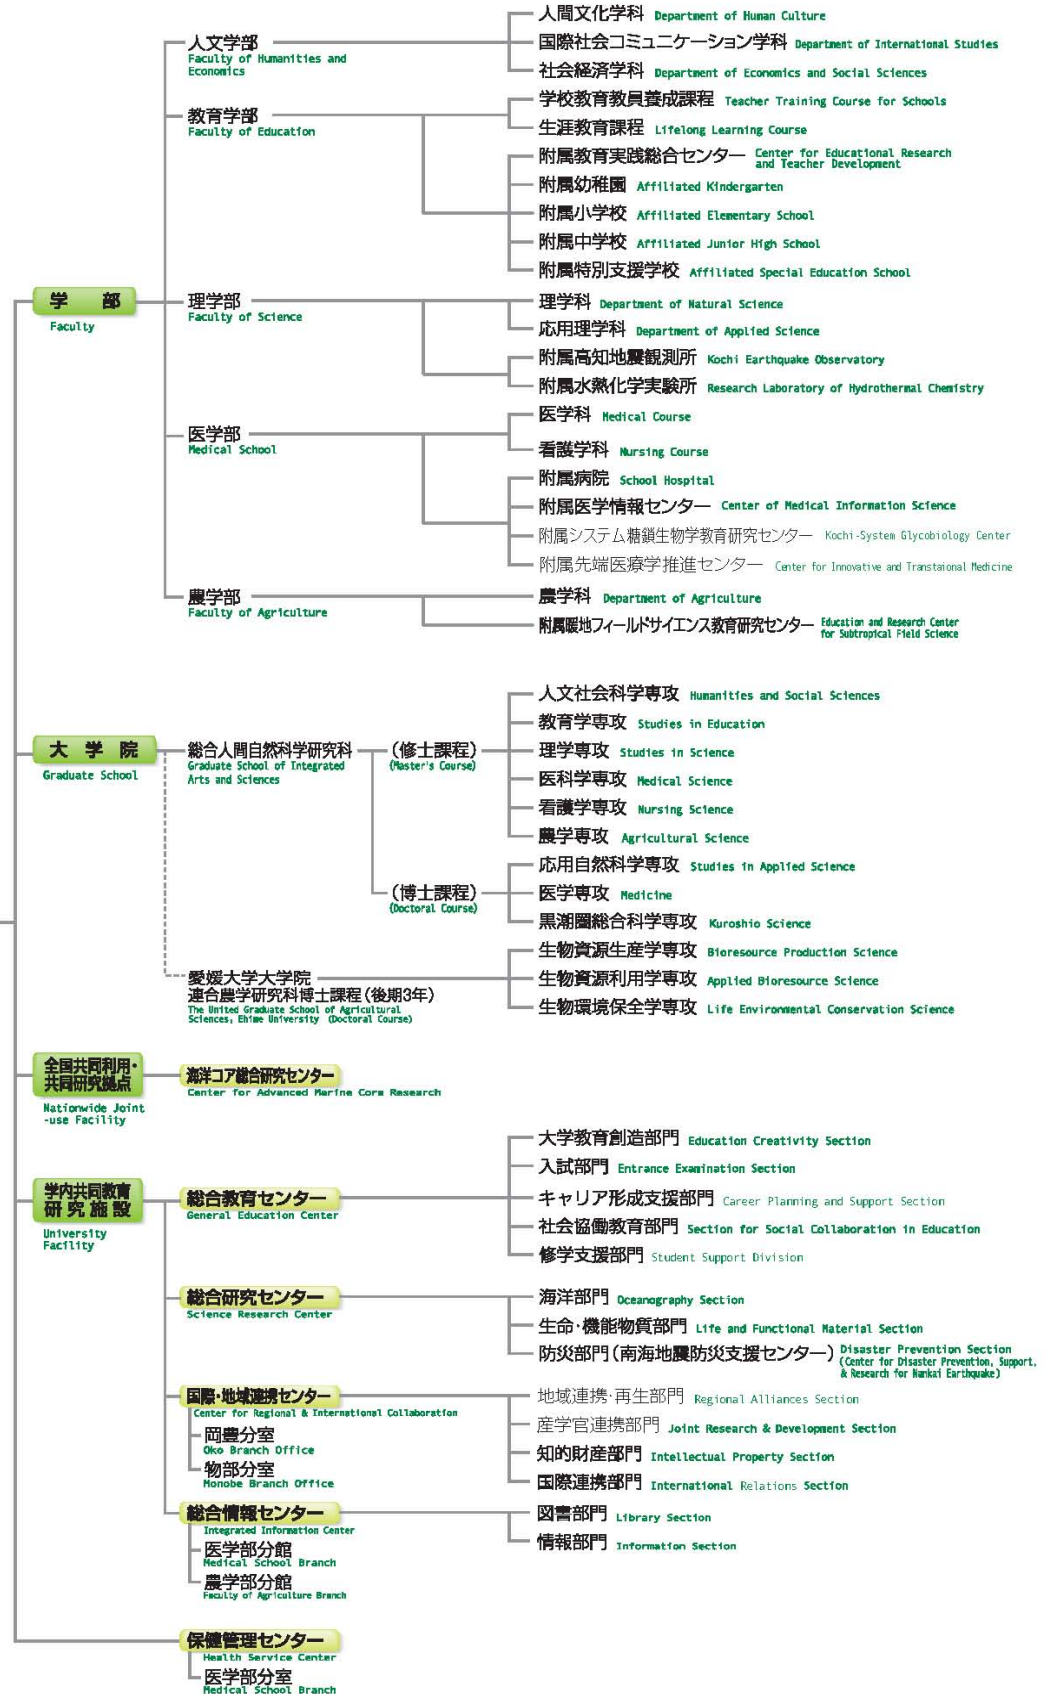 人間文化学科 Department of Human Culture
人文学部
Faculty of Humanities and
Economics
国際社会コミュニケーション学科 Department of International Studies
社会経済学科 Department of Economics and Social Sciences
教育学部
Faculty of Education
学校教育教員養成課程 Teacher Training Course for Schools
生涯教育課程 Lifelong Learning Course
附属教育実践総合センター Center for Educational Research
and Teacher Development
附属幼稚園 Affiliated Kindergarten
附属小学校 Affiliated Elementary School
附属中学校 Affiliated Junior High School
附属特別支援学校 Affiliated Special Education School
学 部
Faculty
理学部
Faculty of Science
理学科 Department of Natural Science
応用理学科 Department of Applied Science
附属高知地震観測所 Kochi Earthquake Observatory
附属水熱化学実験所 Research Laboratory of Hydrothermal Chemistry
医学部
Medical School
医学科 Medical Course
看護学科 Nursing Course
附属病院 School Hospital
附属医学情報センター Center of Medical Information Science
附属システム糖鎖生物学教育研究センター Kochi-System Glycobiology Center
附属先端医療学推進センター Center for Innovative and Transtaional Medicine
農学部
Faculty of Agriculture
農学科 Department of Agriculture
附属暖地フィールドサイエンス教育研究センター Education and Research Center
for Subtropical Field Science
大 学 院
Graduate School
総合人間自然科学研究科
Graduate School of Integrated
Arts and Sciences
(修士課程)
(Master's Course)
人文社会科学専攻 Humanities and Social Sciences
教育学専攻 Studies in Education
理学専攻 Studies in Science
医科学専攻 Medical Science
看護学専攻 Nursing Science
農学専攻 Agricultural Science
(博士課程)
(Doctoral Course)
応用自然科学専攻 Studies in Applied Science
医学専攻 Medicine
黒潮圏総合科学専攻 Kuroshio Science
愛媛大学大学院
連合農学研究科博士課程(後期3年)
The United Graduate School of Agricultural
Sciences, Ehime University (Doctoral Course)
生物資源生産学専攻 Bioresource Production Science
生物資源利用学専攻 Applied Bioresource Science
生物環境保全学専攻 Life Environmental Conservation Science
全国共同利用・
共同研究拠点
Nationwide Joint
-use Facility
海洋コア総合研究センター
Center for Advanced Marine Core Research
学内共同教育
研究施設
University
Facility
総合教育センター
General Education Center
大学教育創造部門 Education Creativity Section
入試部門 Entrance Examination Section
キャリア形成支援部門 Career Planning and Support Section
社会協働教育部門 Section for Social Collaboration in Education
修学支援部門 Student Support Division
総合研究センター
Science Research Center
海洋部門 Oceanography Section
生命・機能物質部門 Life and Functional Material Section
防災部門(南海地震防災支援センター) Disaster Prevention Section
(Center for Disaster Prevention, Support,
& Research for Nankai Earthquake)
国際・地域連携センター
Center for Regional & International Collaboration
岡豊分室
Oko Branch Office
物部分室
Monobe Branch Office
地域連携・再生部門 Regional Alliances Section
産学官連携部門 Joint Research & Development Section
知的財産部門 Intellectual Property Section
国際連携部門 International Relations Section
総合情報センター
Integrated Information Center
医学部分館
Medical School Branch
農学部分館
Faculty of Agriculture Branch
図書部門 Library Section
情報部門 Information Section
保健管理センター
Health Service Center
医学部分室
Medical School Branch